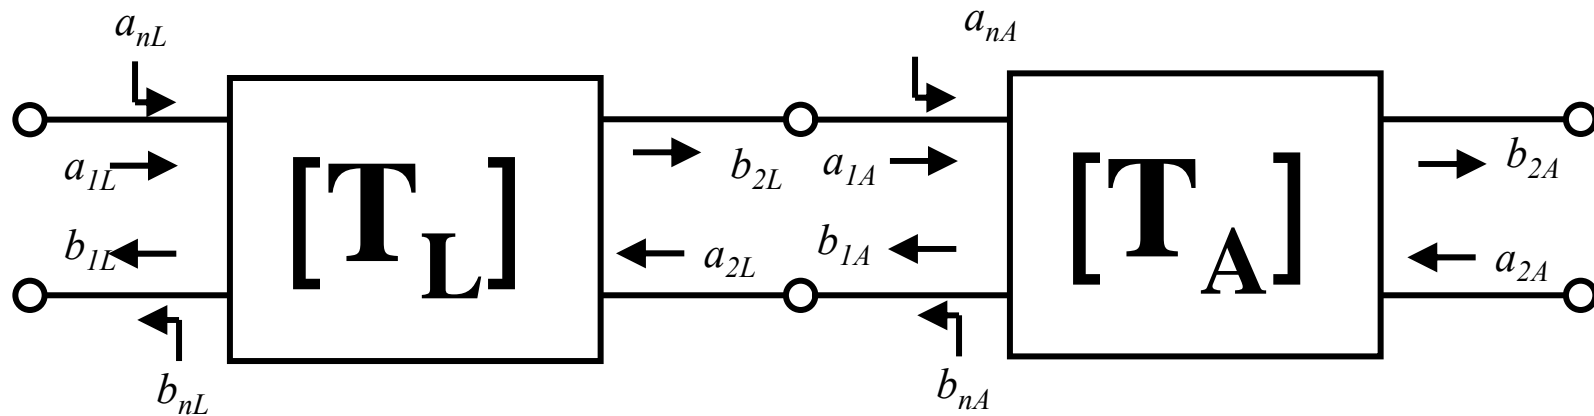 a_{nL} a_{nA}
a_{1L} b_{2L} a_{1A} b_{2A}
[T_L] [T_A]
b_{1L} a_{2L} b_{1A} a_{2A}
b_{nL} b_{nA}